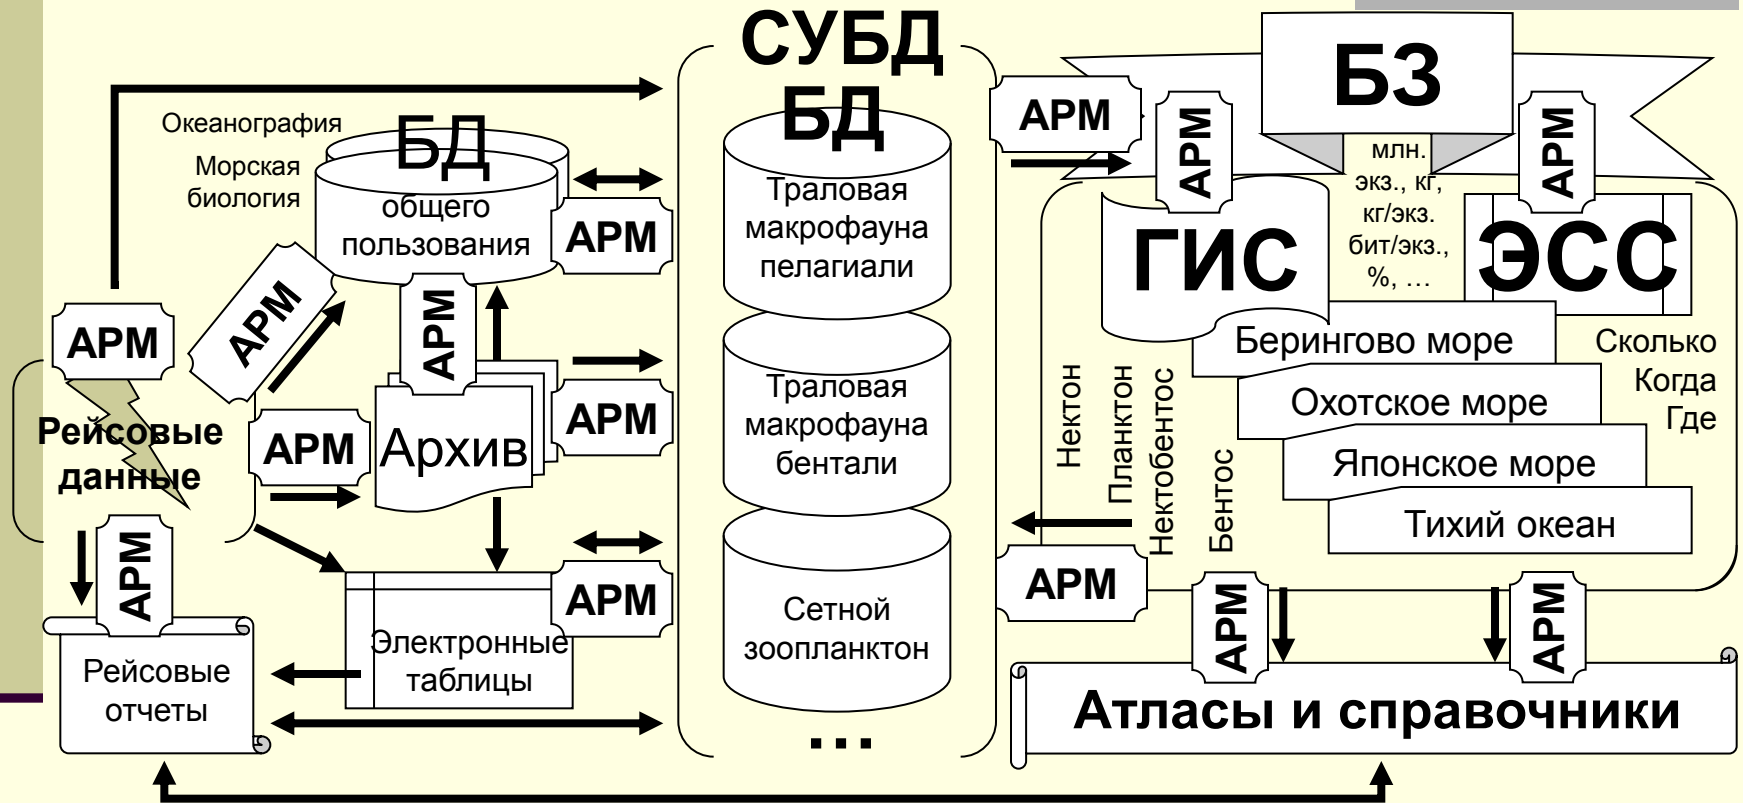 СУБД
БД
Траловая
макрофауна
пелагиали
Траловая
макрофауна
бентали
Сетной
зоопланктон
...
Океанография
Морская
биология
БД
общего
пользования
АРМ
АРМ
АРМ
АРМ
Рейсовые
данные
АРМ
Архив
АРМ
АРМ
Электронные
таблицы
АРМ
Рейсовые
отчеты
АРМ
БЗ
АРМ
АРМ
млн.
экз., кг,
кг/экз.
бит/экз.,
%, …
ГИС
ЭСС
Берингово море
Охотское море
Японское море
Тихий океан
Сколько
Когда
Где
Нектон
Планктон
Нектобентос
Бентос
АРМ
АРМ
АРМ
Атласы и справочники